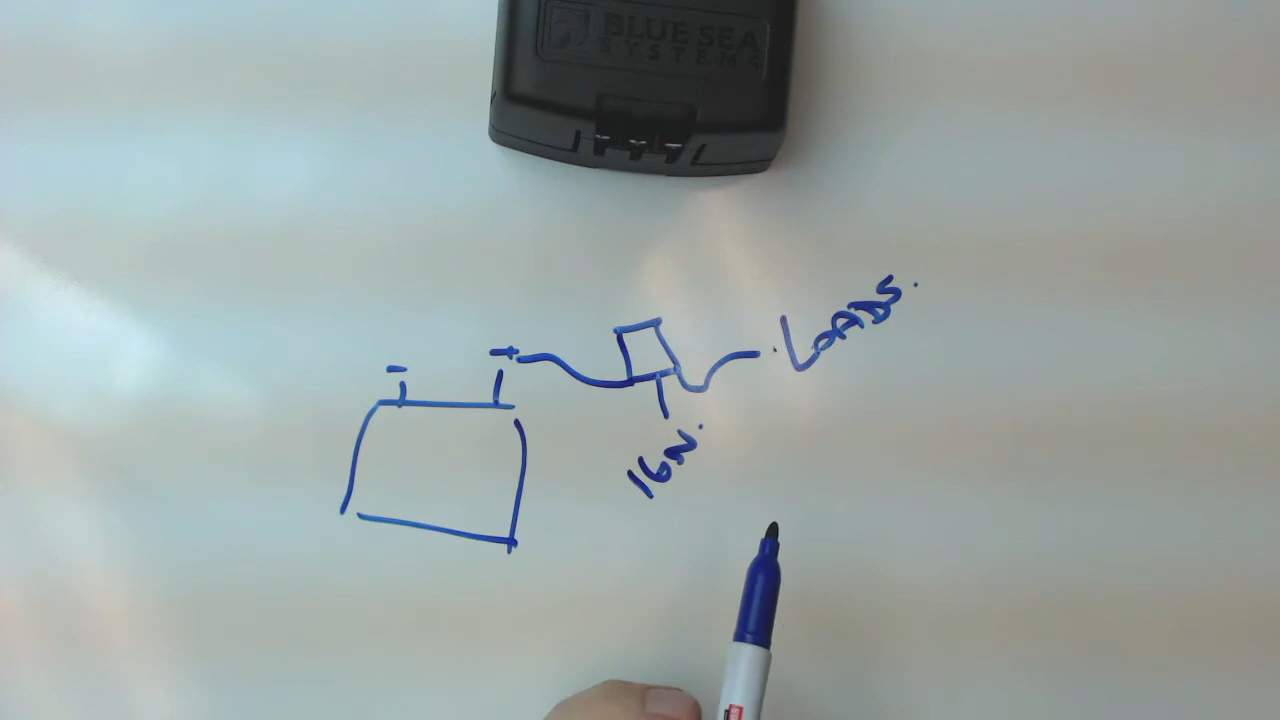 BLUE SEA
SYSTEMS
- +
LOADS.
IGN.